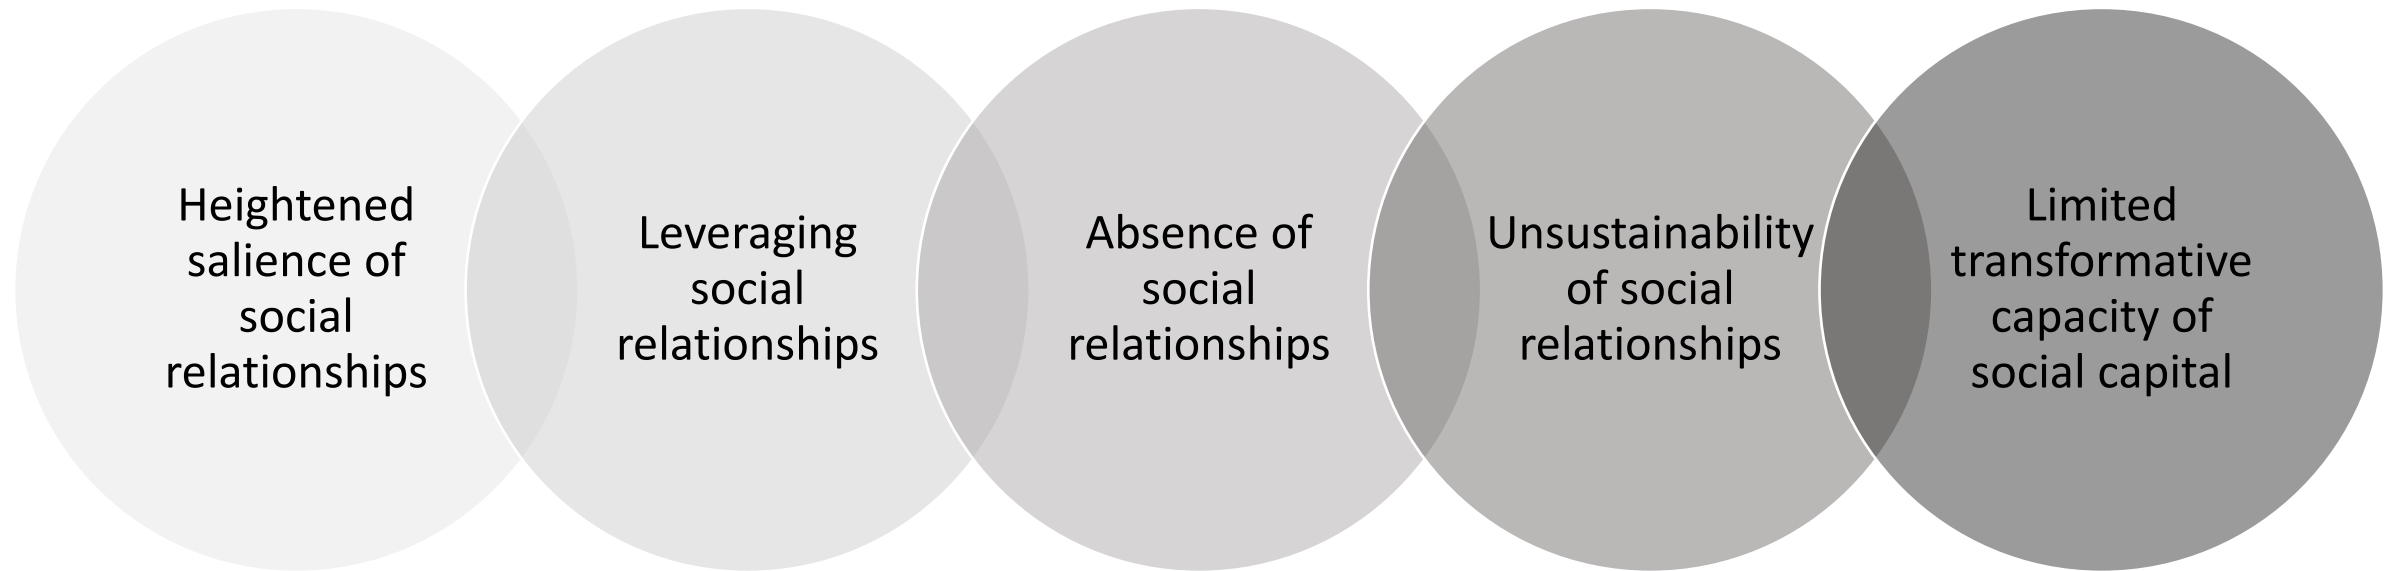 Heightened
salience of
social
relationships
Leveraging
social
relationships
Absence of
social
relationships
Unsustainability
of social
relationships
Limited
transformative
capacity of
social capital